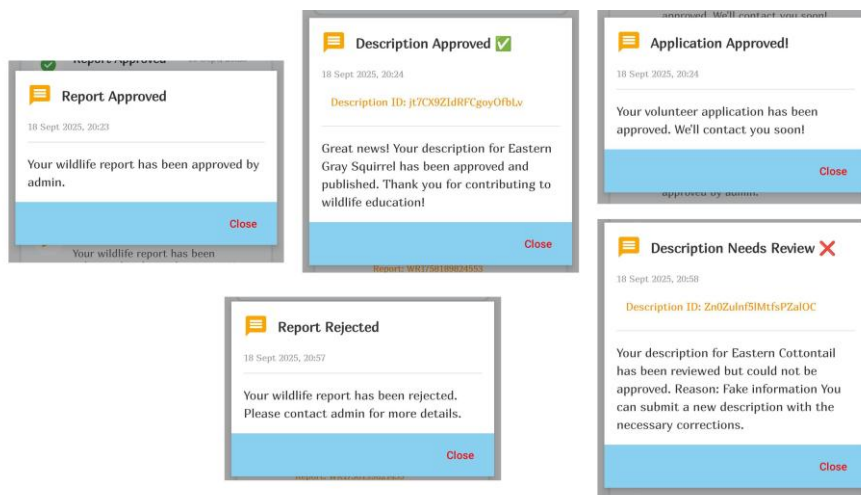 Report Approved
Report Approved
18 Sept 2025, 20:23
Your wildlife report has been approved by
admin.
Close
Your wildlife report has been
Description Approved ✅
18 Sept 2025, 20:24
Description ID: jt7CX9ZIdRFCgoyOfbLv
Great news! Your description for Eastern
Gray Squirrel has been approved and
published. Thank you for contributing to
wildlife education!
Close
Report: WR1758189824553
approved. We'll contact you soon!
Application Approved!
18 Sept 2025, 20:24
Your volunteer application has been
approved. We'll contact you soon!
Close
approved by admin.
Report Rejected
18 Sept 2025, 20:57
Your wildlife report has been rejected.
Please contact admin for more details.
Close
Description Needs Review ❌
18 Sept 2025, 20:58
Description ID: Zn0Zulnf5lMtfsPZalOC
Your description for Eastern Cottontail
has been reviewed but could not be
approved. Reason: Fake information You
can submit a new description with the
necessary corrections.
Close